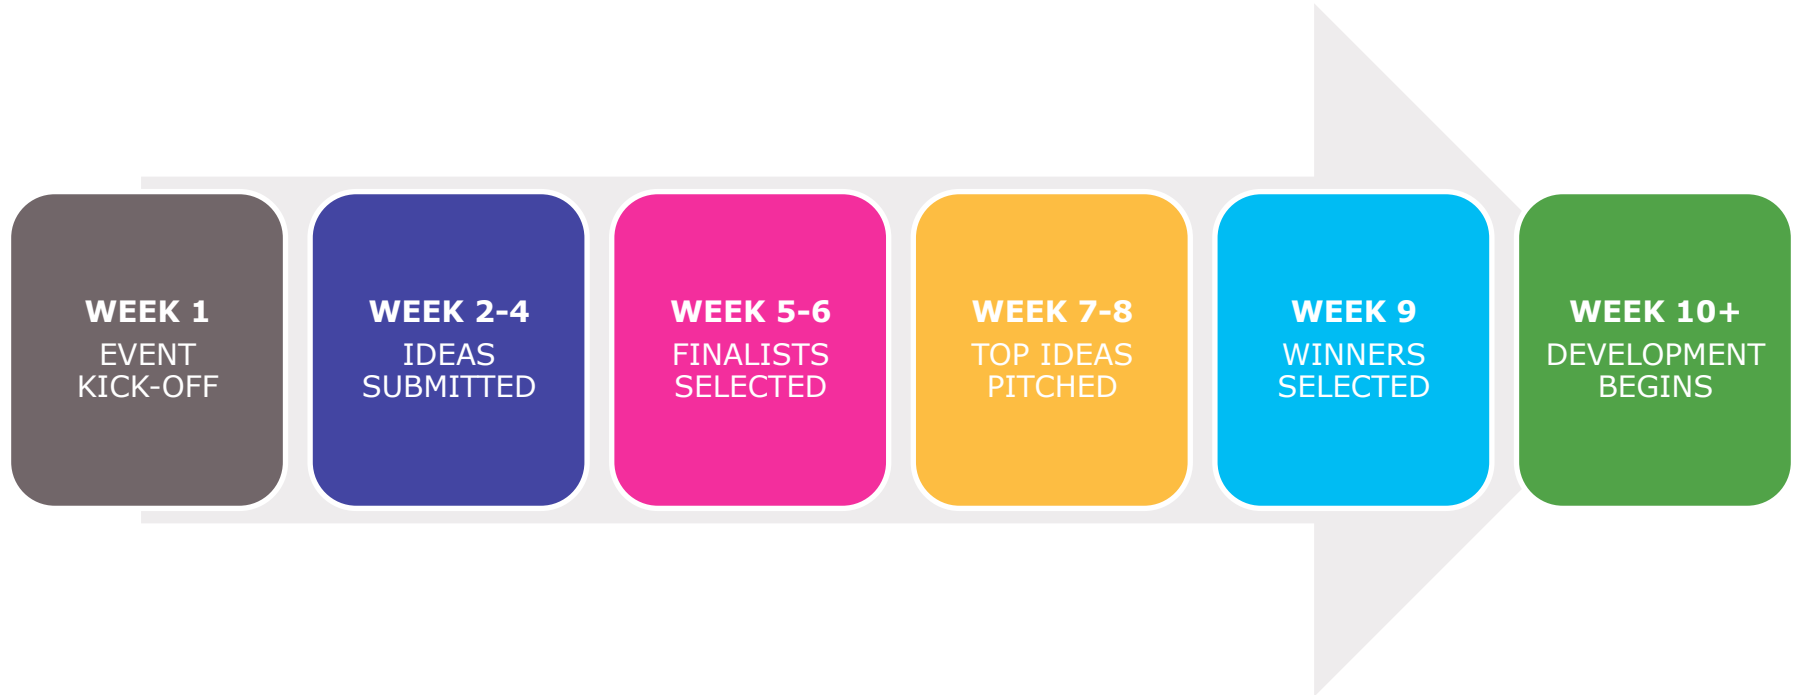 WEEK 1
EVENT
KICK-OFF
WEEK 2-4
IDEAS
SUBMITTED
WEEK 5-6
FINALISTS
SELECTED
WEEK 7-8
TOP IDEAS
PITCHED
WEEK 9
WINNERS
SELECTED
WEEK 10+
DEVELOPMENT
BEGINS